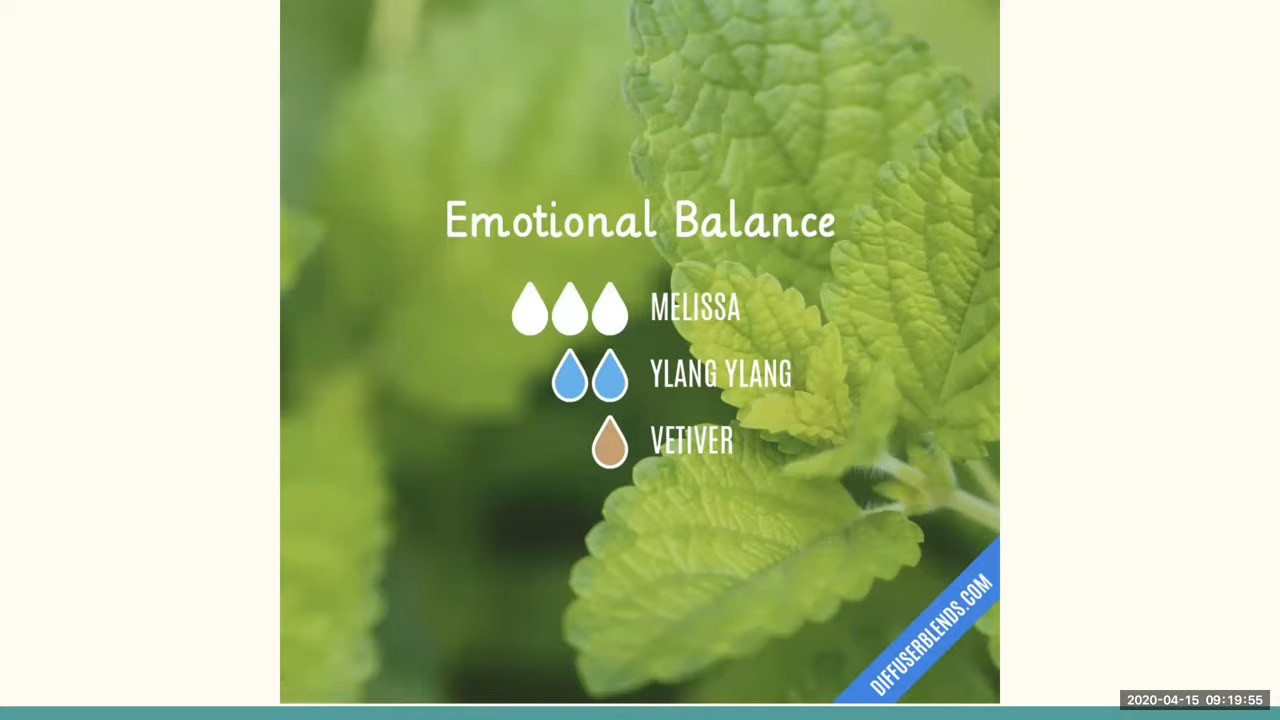 Emotional Balance
MELISSA
YLANG YLANG
VETIVER
DIFFUSERBLENDS.COM
2020-04-15 09:19:55